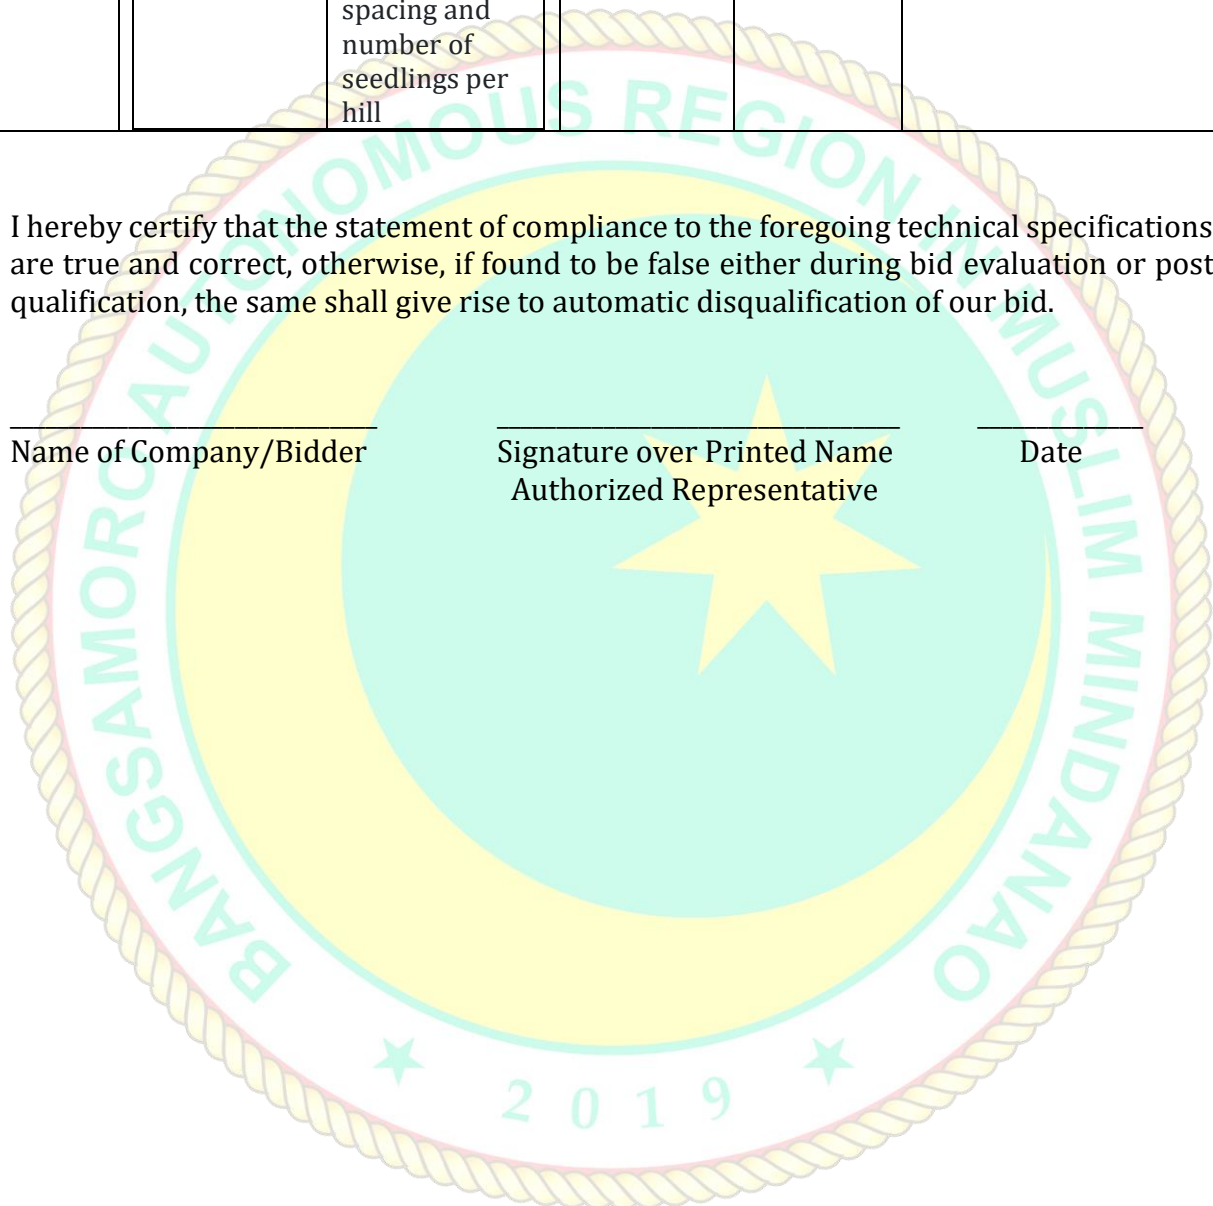 spacing and
number of
seedlings per
hill
I hereby certify that the statement of compliance to the foregoing technical specifications
are true and correct, otherwise, if found to be false either during bid evaluation or post
qualification, the same shall give rise to automatic disqualification of our bid.
Name of Company/Bidder Signature over Printed Name Date
Authorized Representative
BANGSAMORO AUTONOMOUS REGION IN MUSLIM MINDANAO
2019